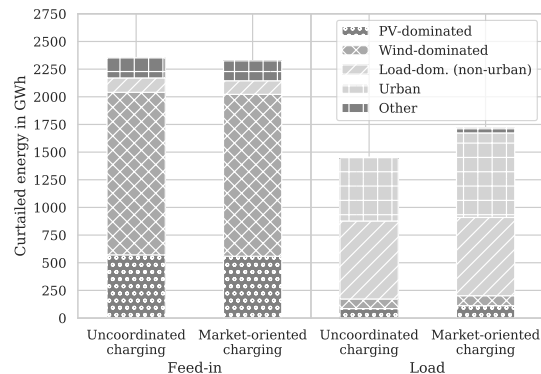 Curtailed energy in GWh
2750
2500
2250
2000
1750
1500
1250
1000
750
500
250
0
PV-dominated
Wind-dominated
Load-dom. (non-urban)
Urban
Other
Uncoordinated
charging
Market-oriented
charging
Uncoordinated
charging
Market-oriented
charging
Feed-in
Load